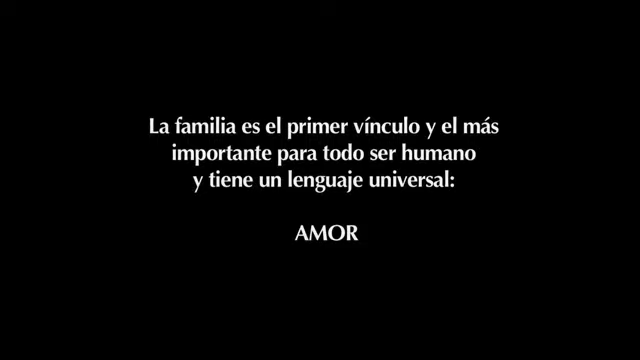 La familia es el primer vínculo y el más
importante para todo ser humano
y tiene un lenguaje universal:
AMOR